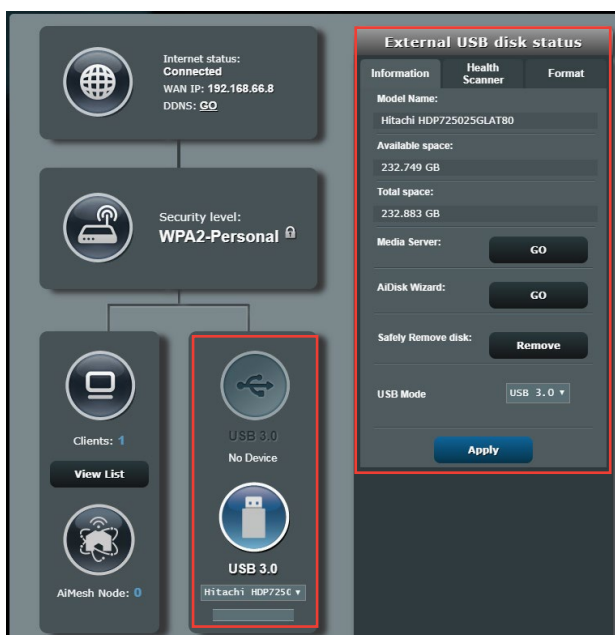 Internet status:
Connected
WAN IP: 192.168.66.8
DDNS: GO
Security level:
WPA2-Personal
Clients: 1
View List
AiMesh Node: 0
USB 3.0
No Device
USB 3.0
Hitachi HDP725C
External USB disk status
Information
Health
Scanner
Format
Model Name:
Hitachi HDP725025GLAT80
Available space:
232.749 GB
Total space:
232.883 GB
Media Server:
GO
AiDisk Wizard:
GO
Safely Remove disk:
Remove
USB Mode
USB 3.0
Apply